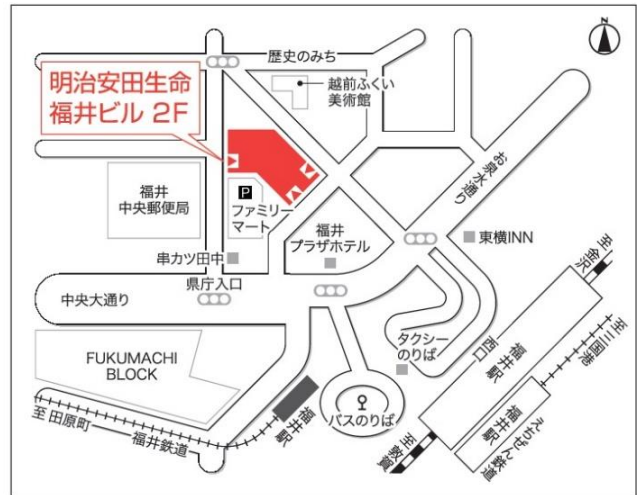 N
歴史のみち
明治安田生命
福井ビル 2F
越前ふくい
美術館
お泉水通り
福井
中央郵便局
P
ファミリー
マート
福井
プラザホテル
東横INN
串カツ田中
県庁入口
中央大通り
至金沢
至三国港
タクシー
のりば
福井駅
西口
FUKUMACHI
BLOCK
福井駅
バスのりば
えちぜん鉄道
福井駅
至 田原町
福井鉄道
至敦賀